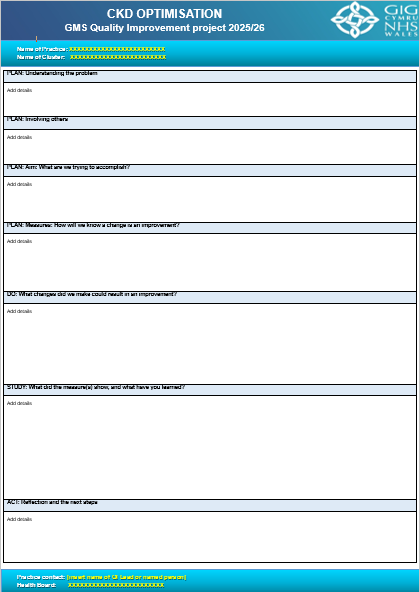 CKD OPTIMISATION
GMS Quality Improvement project 2025/26
GIG
CYMRU
NHS
WALES
Name of Practice: XXXXXXXXXXXXXXXXXXXXXXXX
Name of Cluster: XXXXXXXXXXXXXXXXXXXXXXXX
PLAN: Understanding the problem
Add details
PLAN: Involving others
Add details
PLAN: Aim: What are we trying to accomplish?
Add details
PLAN: Measures: How will we know a change is an improvement?
Add details
DO: What changes did we make could result in an improvement?
Add details
STUDY: What did the measure(s) show, and what have you learned?
Add details
ACT: Reflection and the next steps
Add details
Practice contact: (insert name of QI Lead or named person)
Health Board: XXXXXXXXXXXXXXXXXXXXXXXX